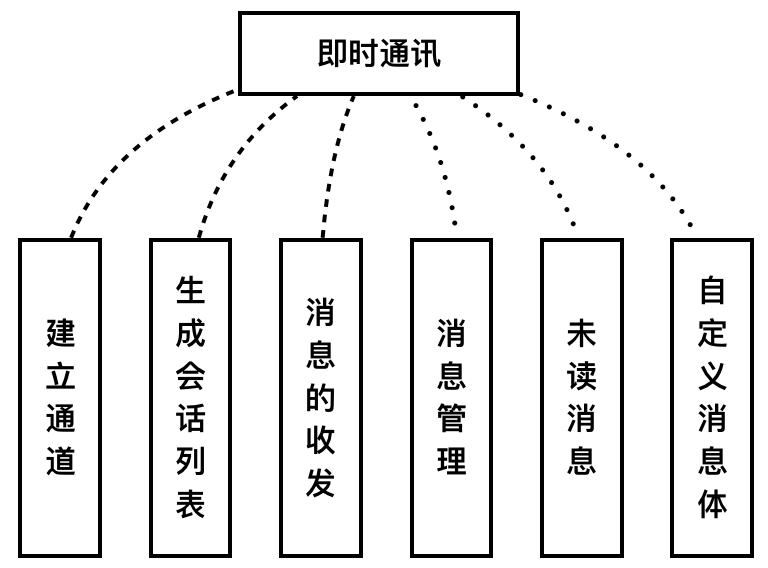 即时通讯
建立通道
生成会话列表
消息的收发
消息管理
未读消息
自定义消息体